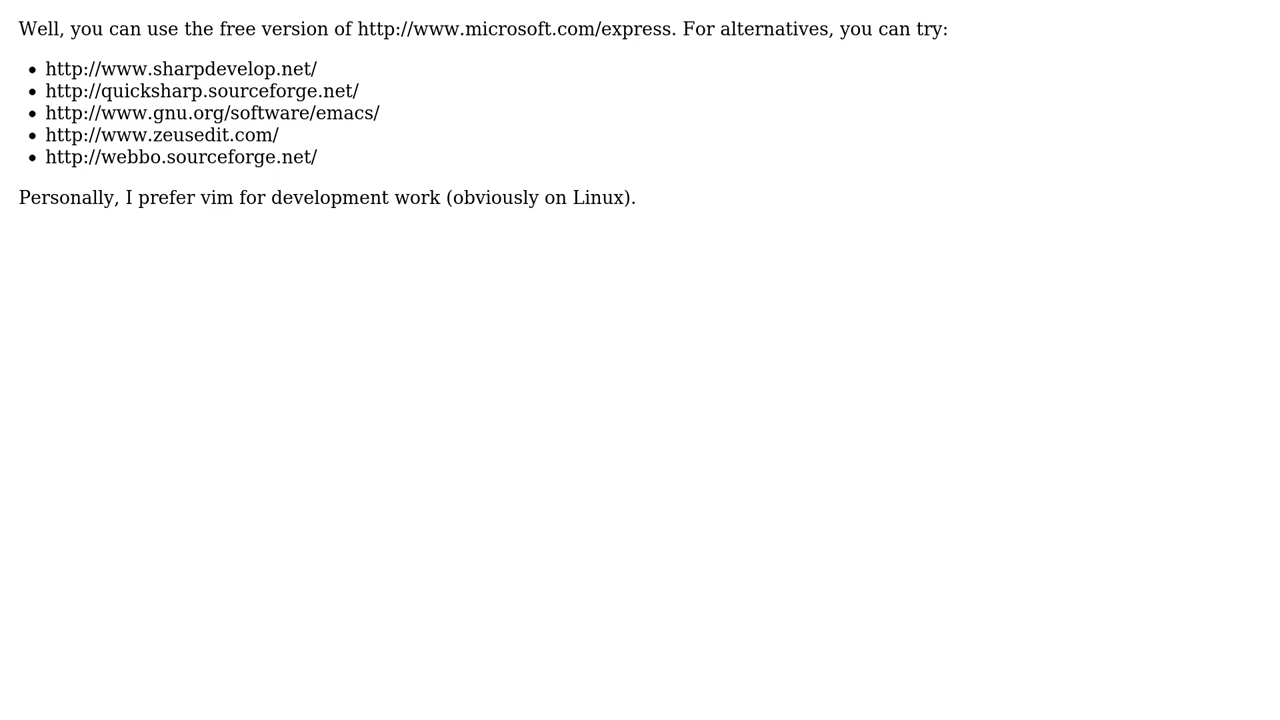 Well, you can use the free version of http://www.microsoft.com/express. For alternatives, you can try:
• http://www.sharpdevelop.net/
• http://quicksharp.sourceforge.net/
• http://www.gnu.org/software/emacs/
• http://www.zeusedit.com/
• http://webbo.sourceforge.net/
Personally, I prefer vim for development work (obviously on Linux).